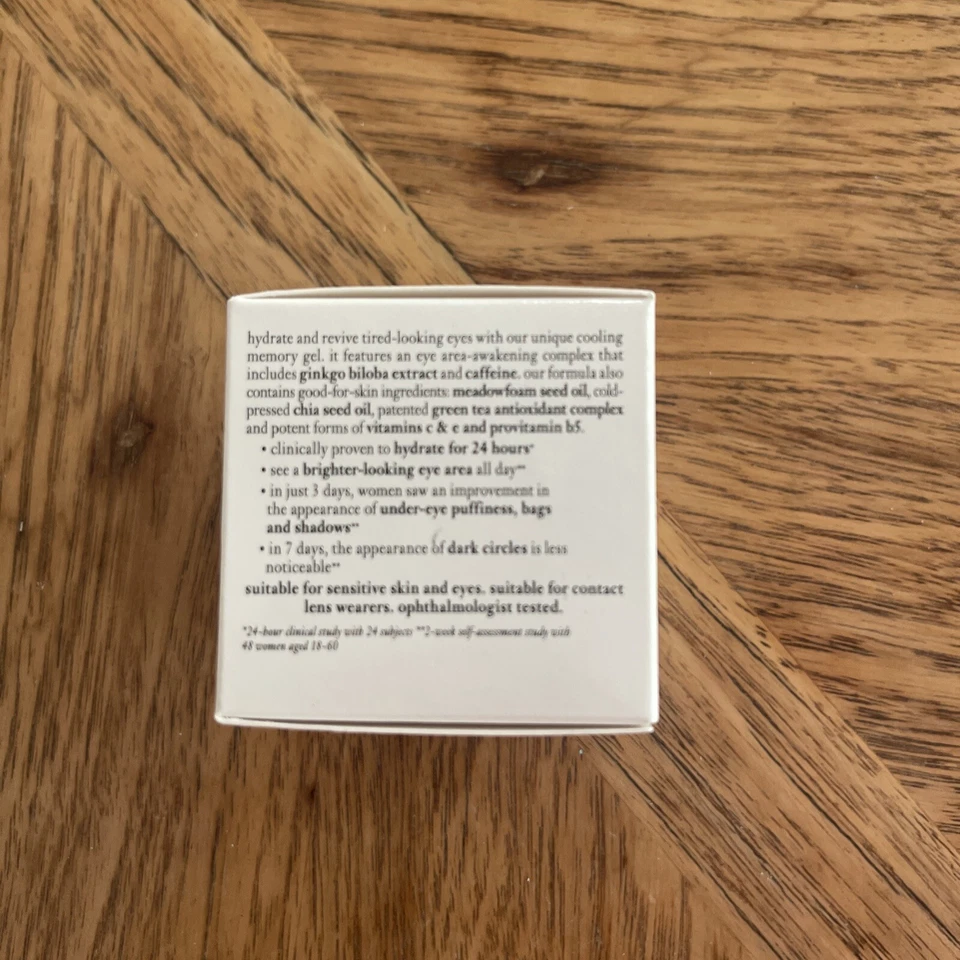 hydrate and revive tired-looking eyes with our unique cooling
memory gel. it features an eye area-awakening complex that
includes ginkgo biloba extract and caffeine. our formula also
contains good-for-skin ingredients: meadowfoam seed oil, cold-
pressed chia seed oil, patented green tea antioxidant complex
and potent forms of vitamins c & e and provitamin b5.
• clinically proven to hydrate for 24 hours*
• see a brighter-looking eye area all day**
• in just 3 days, women saw an improvement in
the appearance of under-eye puffiness, bags
and shadows**
• in 7 days, the appearance of dark circles is less
noticeable**
suitable for sensitive skin and eyes. suitable for contact
lens wearers. ophthalmologist tested.
*24-hour clinical study with 24 subjects **2-week self-assessment study with
48 women aged 18-60